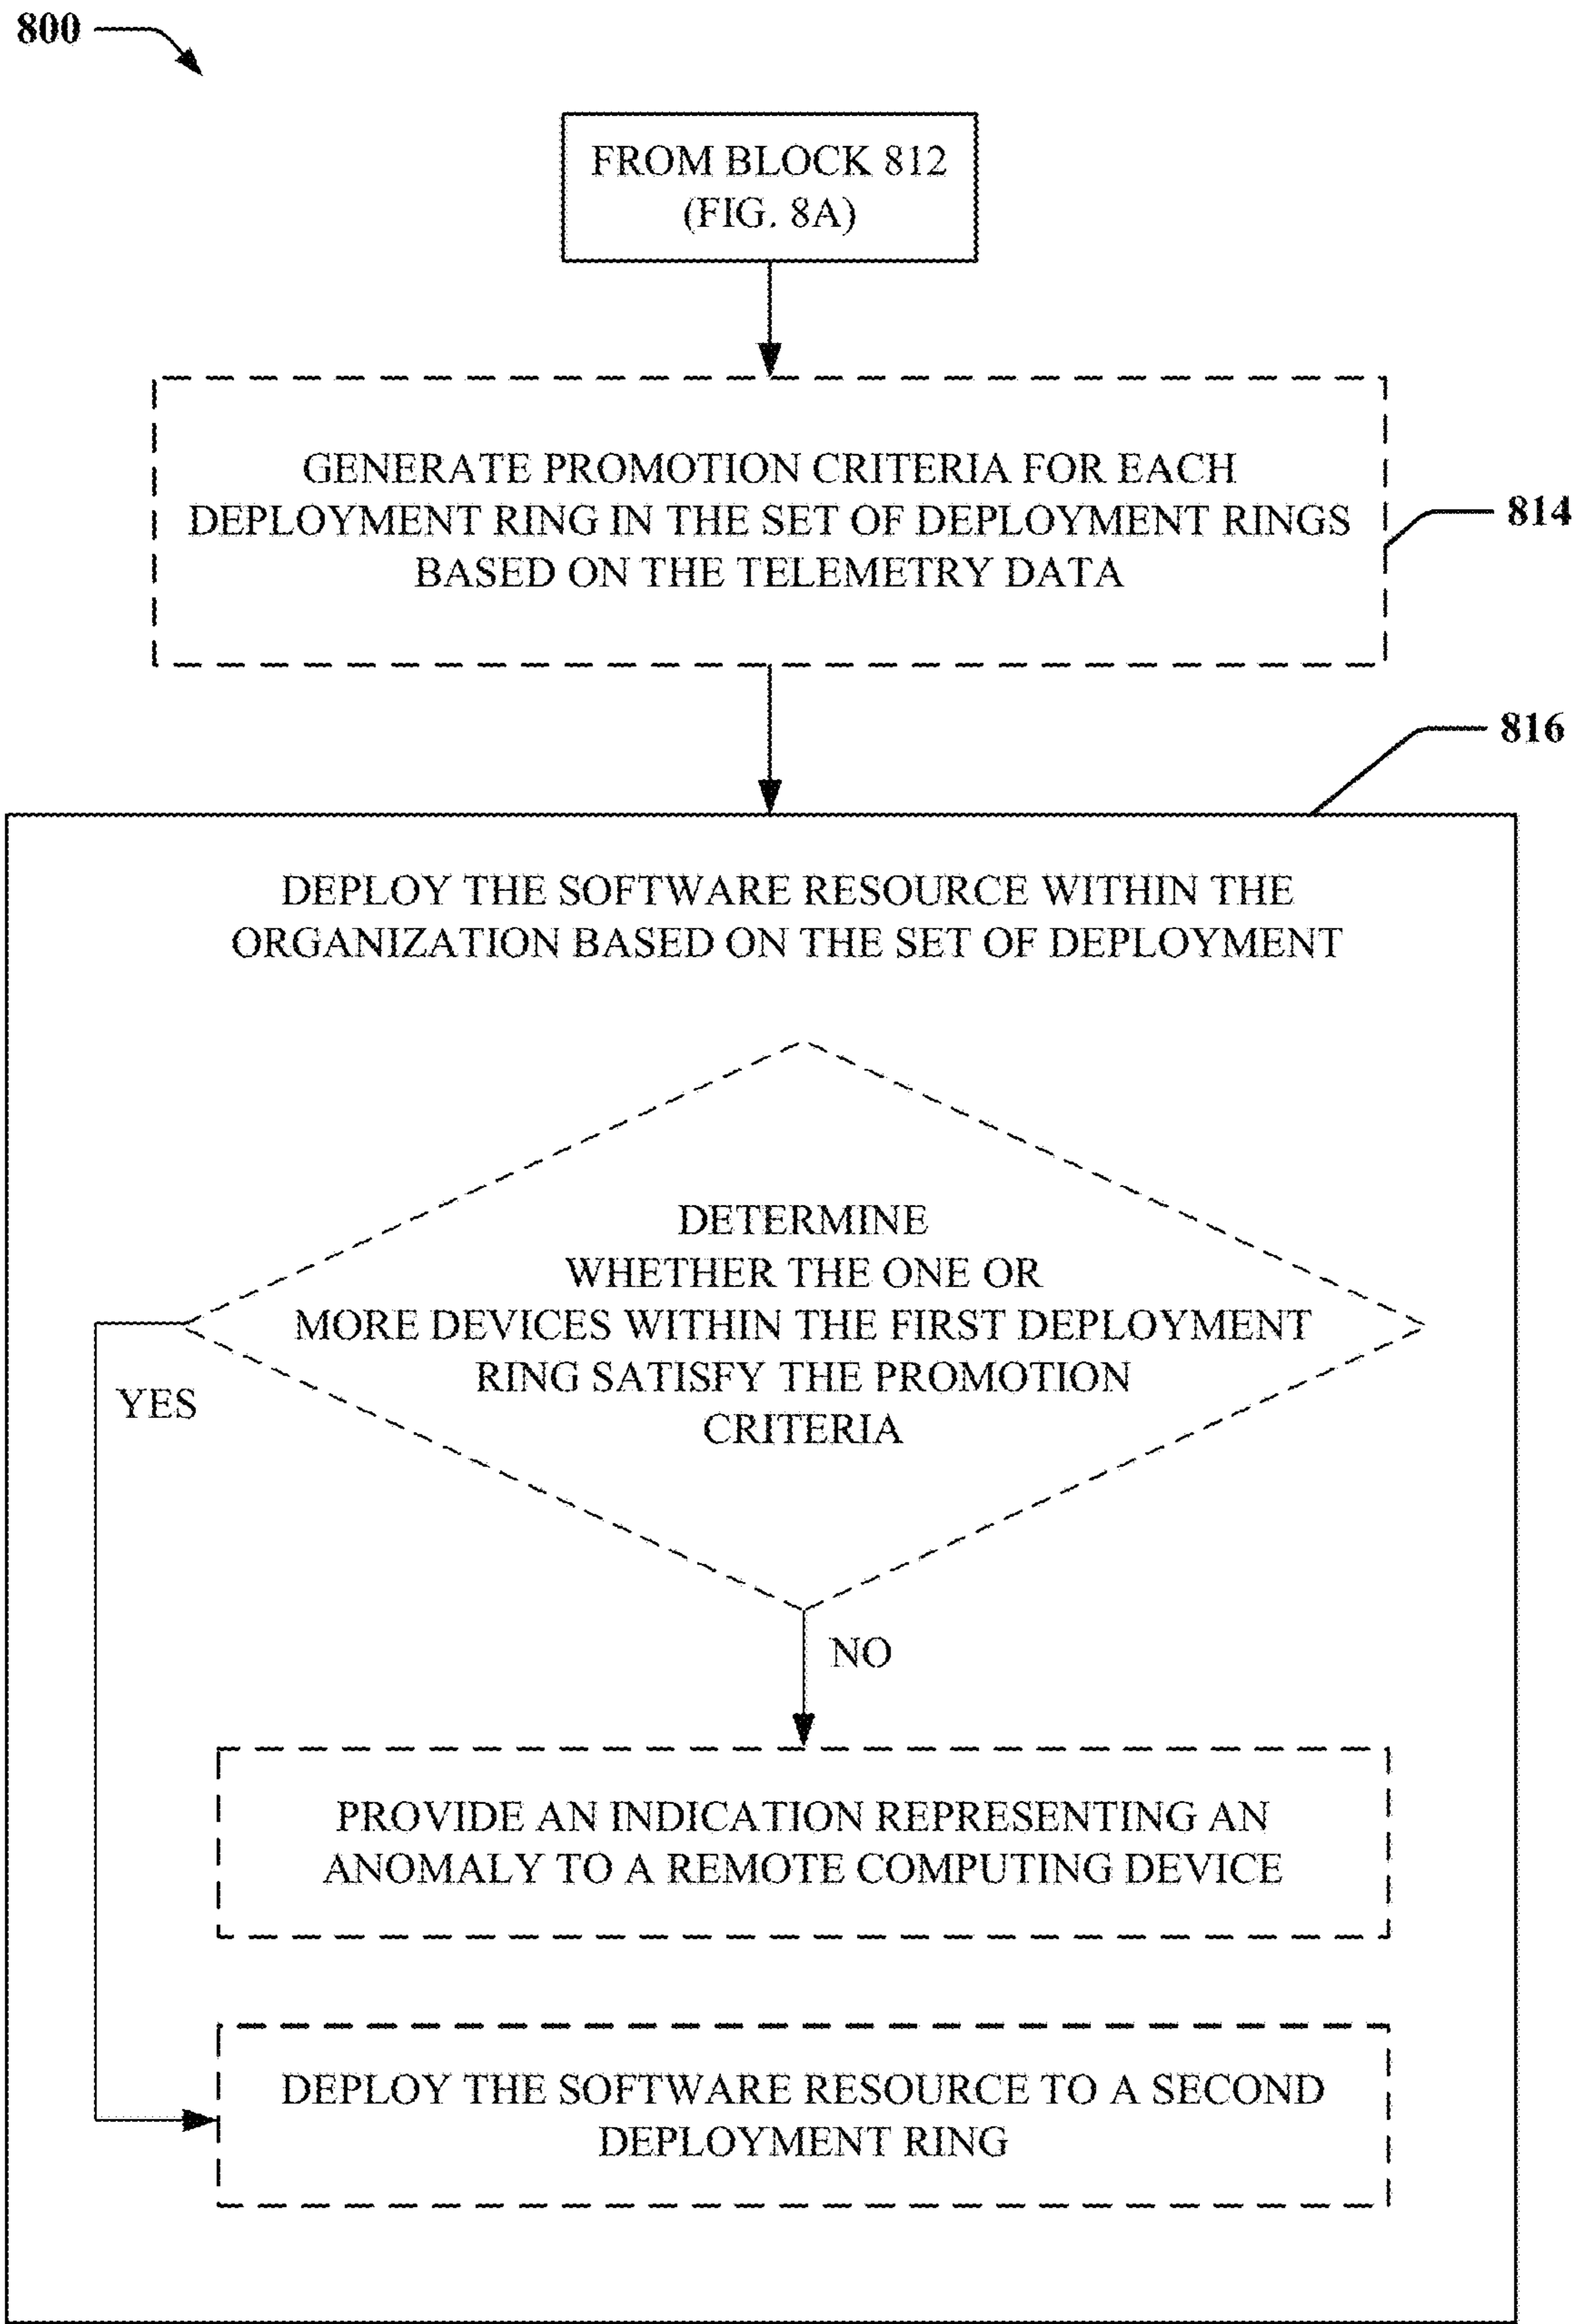 800
FROM BLOCK 812
(FIG. 8A)
GENERATE PROMOTION CRITERIA FOR EACH
DEPLOYMENT RING IN THE SET OF DEPLOYMENT RINGS
BASED ON THE TELEMETRY DATA
814
816
DEPLOY THE SOFTWARE RESOURCE WITHIN THE
ORGANIZATION BASED ON THE SET OF DEPLOYMENT
DETERMINE
WHETHER THE ONE OR
MORE DEVICES WITHIN THE FIRST DEPLOYMENT
RING SATISFY THE PROMOTION
CRITERIA
YES
NO
PROVIDE AN INDICATION REPRESENTING AN
ANOMALY TO A REMOTE COMPUTING DEVICE
DEPLOY THE SOFTWARE RESOURCE TO A SECOND
DEPLOYMENT RING